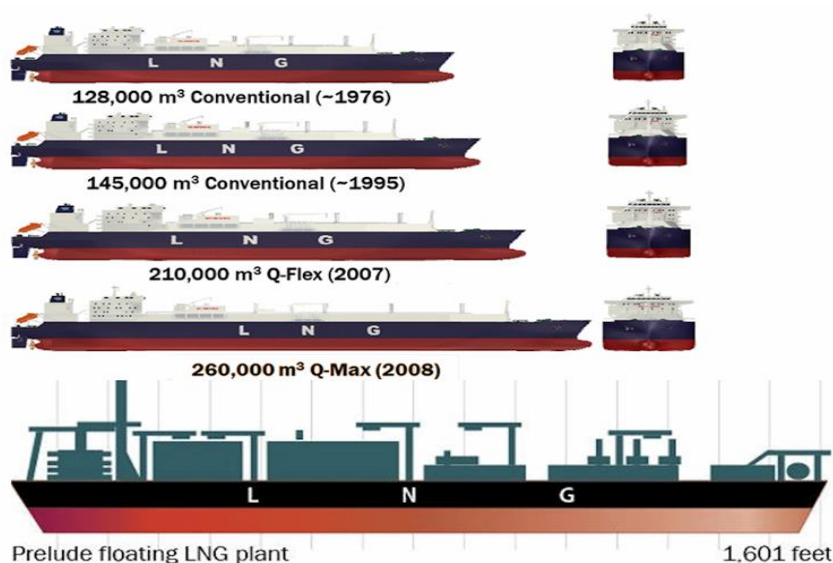 L N G
128,000 m³ Conventional (~1976)
L N G
145,000 m³ Conventional (~1995)
L N G
210,000 m³ Q-Flex (2007)
L N G
260,000 m³ Q-Max (2008)
L N G
Prelude floating LNG plant 1,601 feet